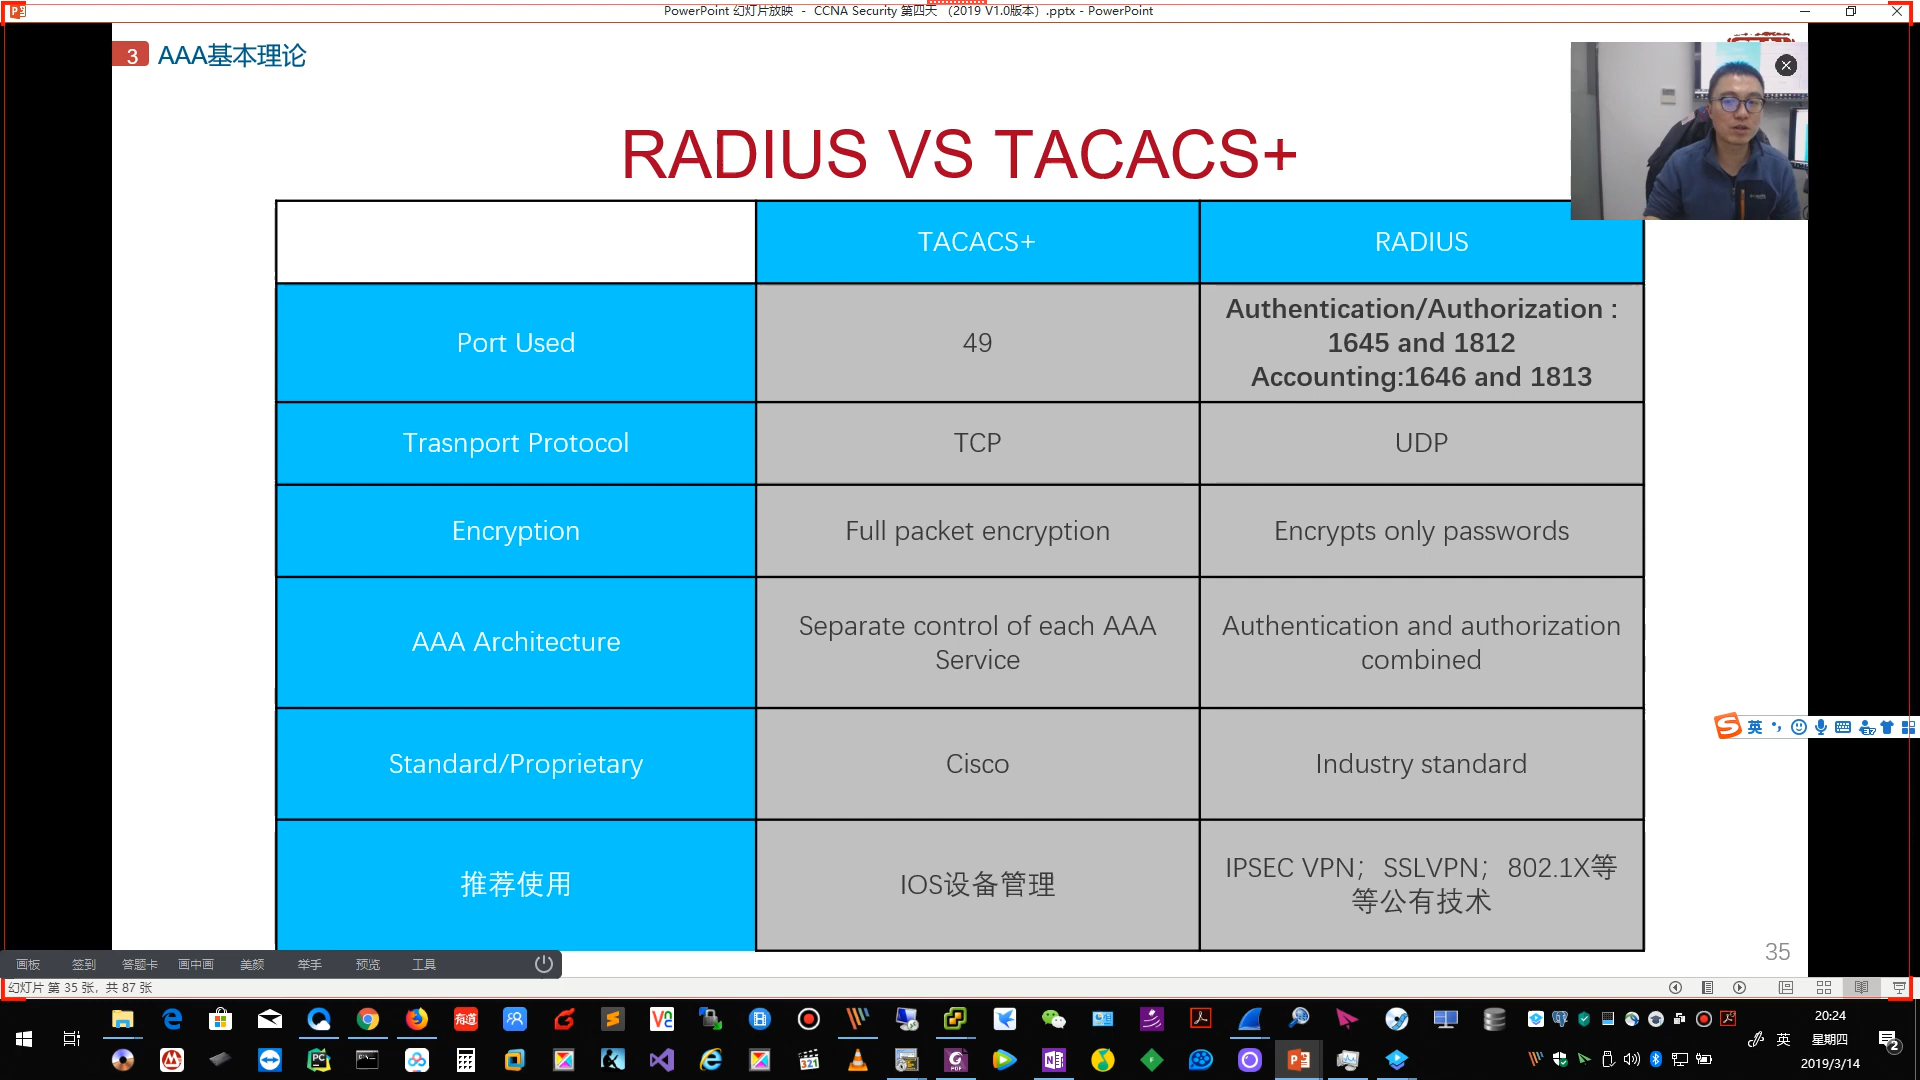 PowerPoint 幻灯片放映 - CCNA Security 第四天 （2019 V1.0版本）.pptx - PowerPoint
3 AAA基本理论
RADIUS VS TACACS+
TACACS+ RADIUS
Port Used
49
Authentication/Authorization :
1645 and 1812
Accounting:1646 and 1813
Trasnport Protocol TCP UDP
Encryption Full packet encryption Encrypts only passwords
AAA Architecture
Separate control of each AAA
Service
Authentication and authorization
combined
Standard/Proprietary Cisco Industry standard
推荐使用
IOS设备管理
IPSEC VPN；SSLVPN；802.1X等
等公有技术
35
英
画板 签到 答题卡 画中画 美颜 举手 预览 工具
幻灯片 第 35 张，共 87 张
有道
20:24
英 星期四
2019/3/14
2